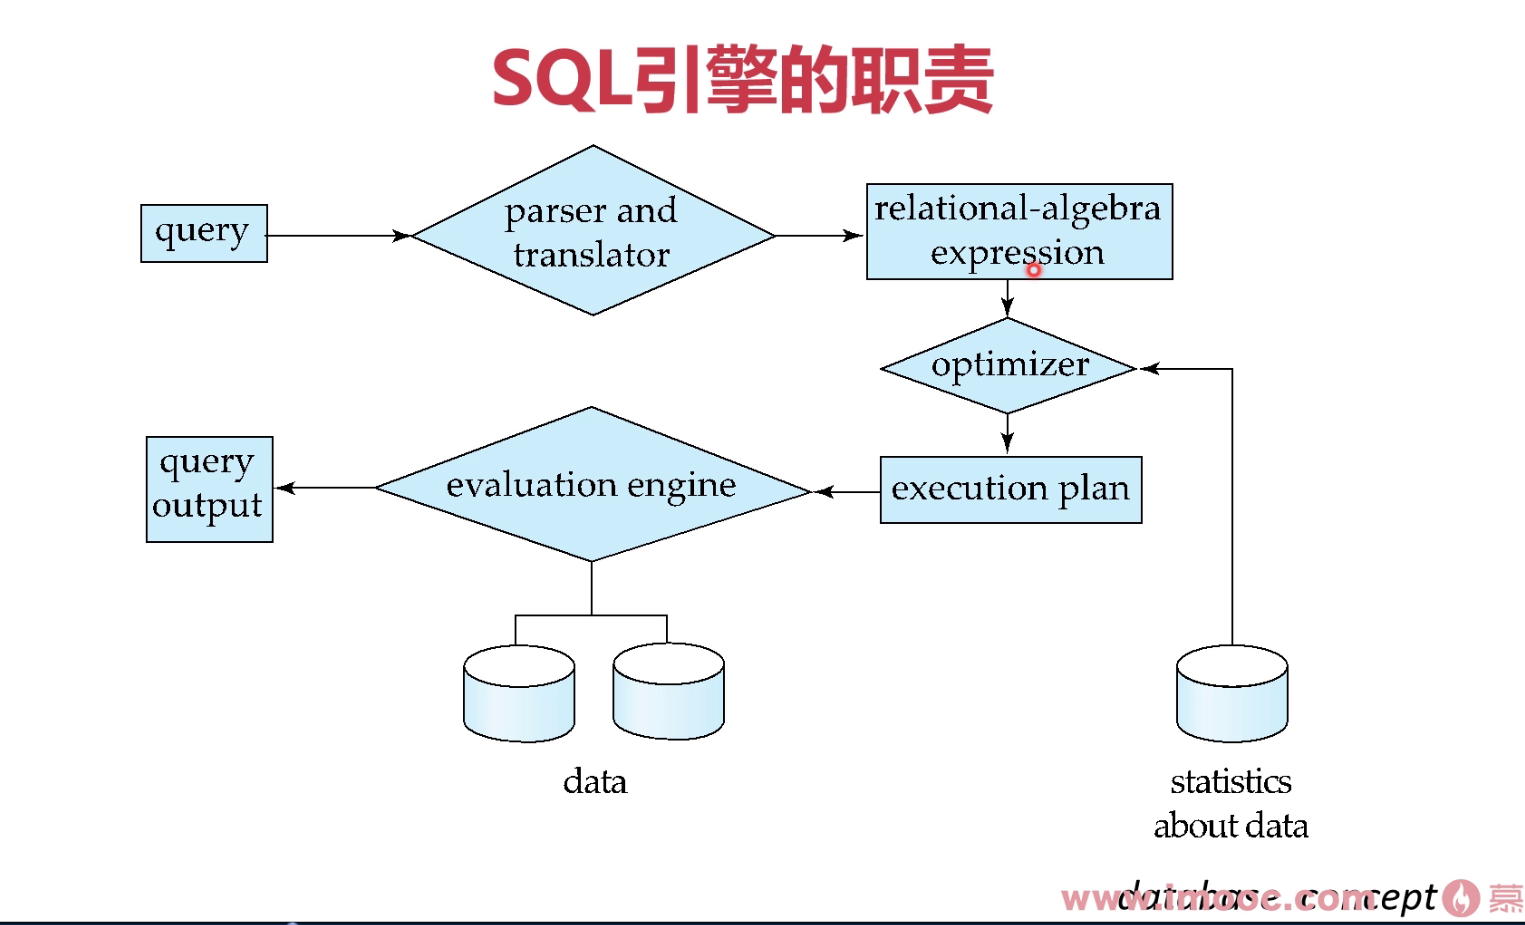 SQL引擎的职责
query
parser and
translator
relational-algebra
expression
optimizer
query
output
evaluation engine
execution plan
data
statistics
about data
database concept
www.imooc.com
慕